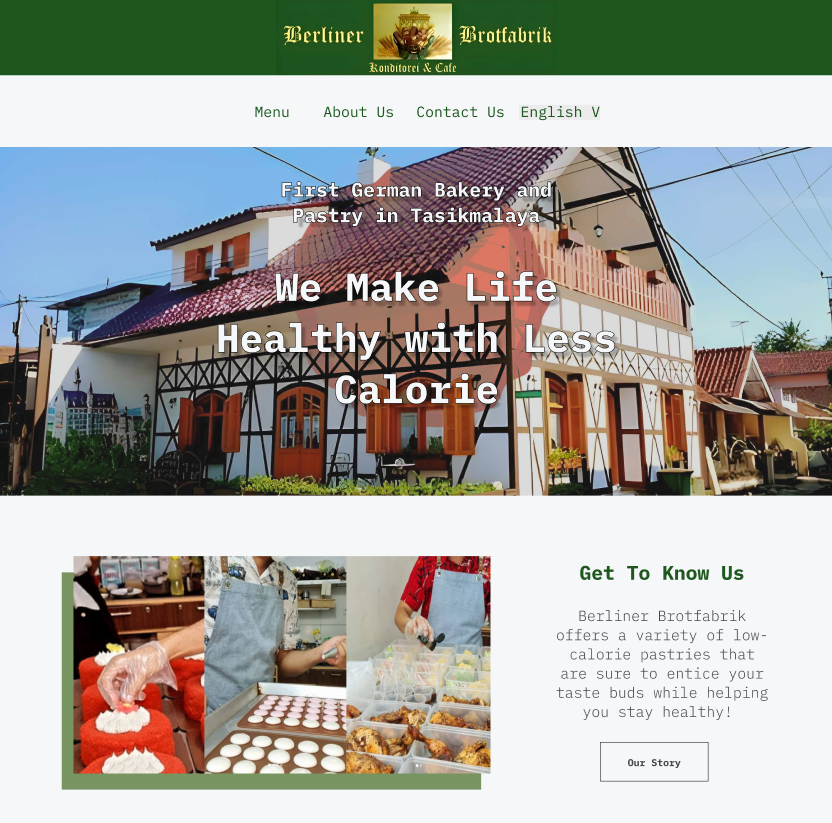 Berliner Brotfabrik
Konditorei & Cafe
Menu About Us Contact Us English V
First German Bakery and
Pastry in Tasikmalaya
We Make Life
Healthy with Less
Calorie
Get To Know Us
Berliner Brotfabrik
offers a variety of low-
calorie pastries that
are sure to entice your
taste buds while helping
you stay healthy!
Our Story